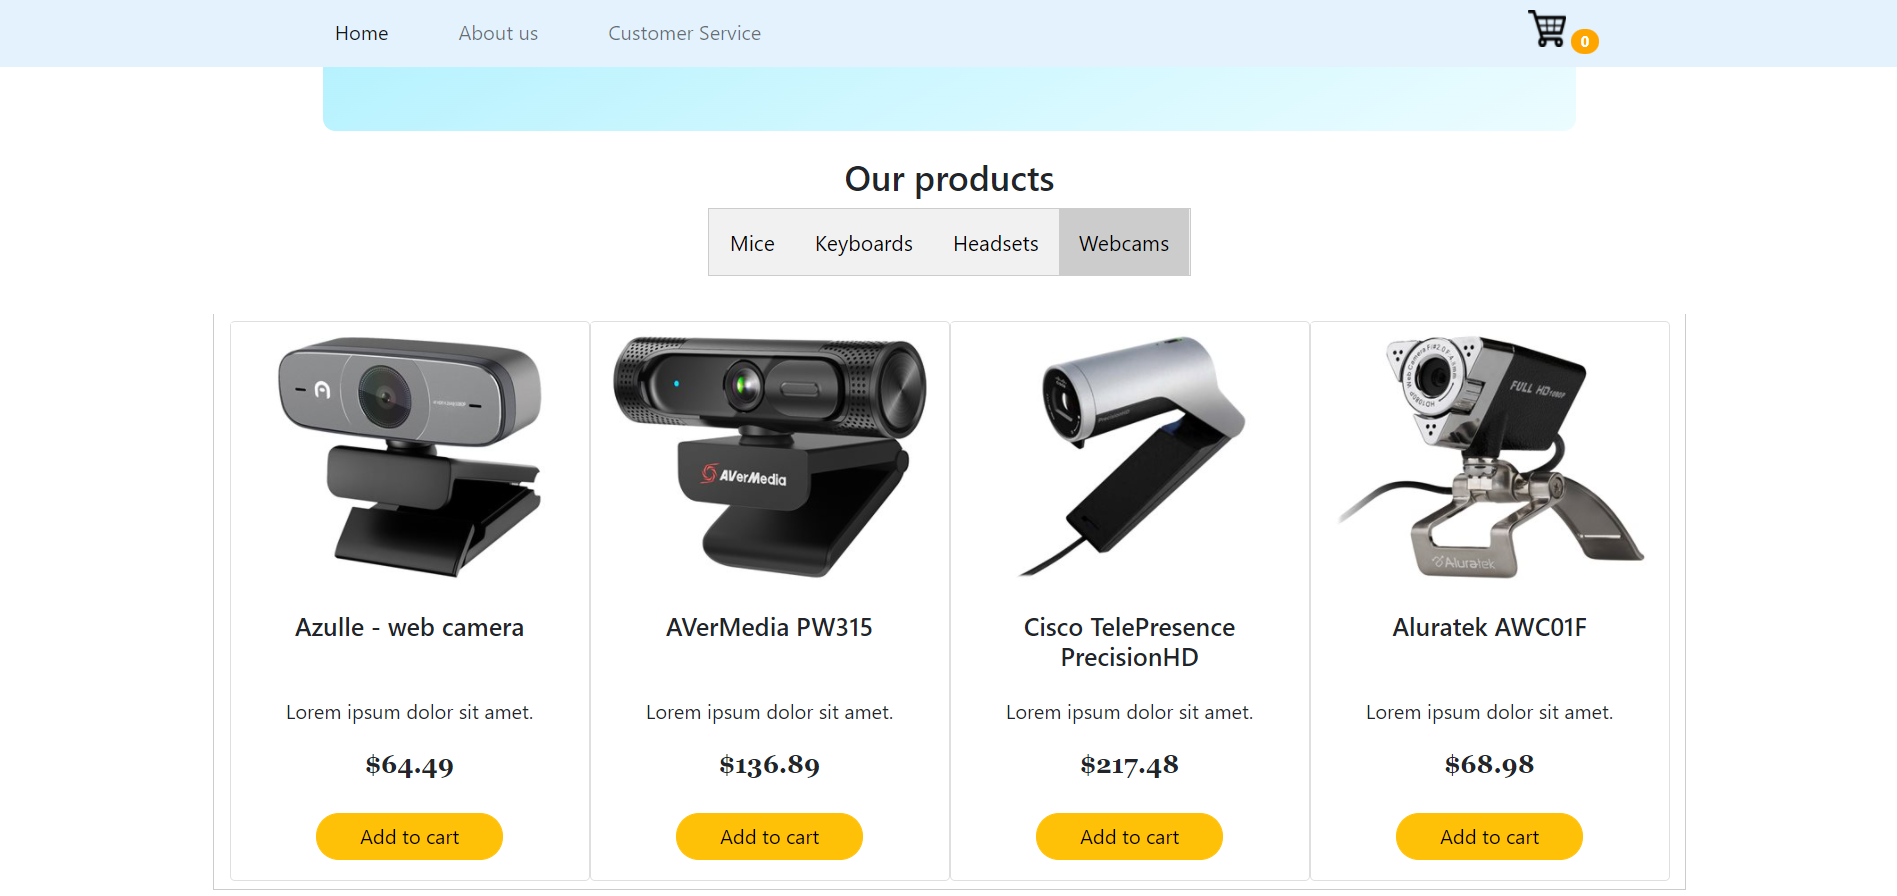 Home About us Customer Service 0
Our products
Mice Keyboards Headsets Webcams
AVerMedia
FULL HD 1080P
HD1080P
Aluratek
Azulle - web camera
AVerMedia PW315
Cisco TelePresence
PrecisionHD
Aluratek AWC01F
Lorem ipsum dolor sit amet. Lorem ipsum dolor sit amet. Lorem ipsum dolor sit amet. Lorem ipsum dolor sit amet.
$64.49 $136.89 $217.48 $68.98
Add to cart Add to cart Add to cart Add to cart